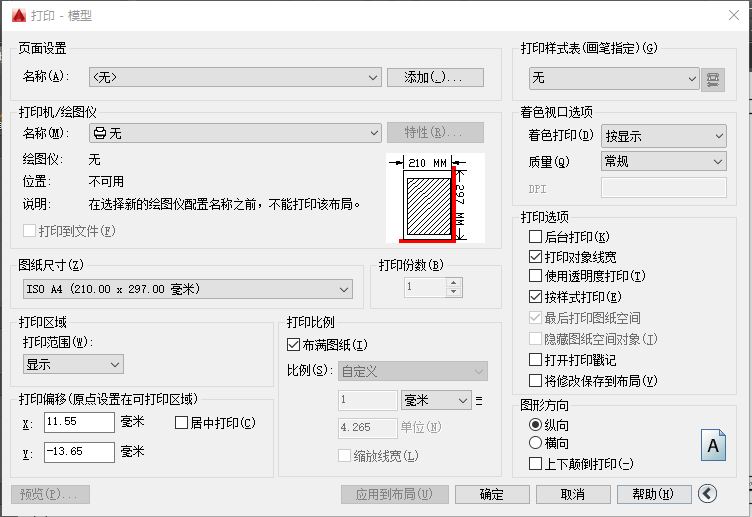 打印 - 模型
页面设置
名称(A):
<无>
添加(.)...
打印机/绘图仪
名称(M):
无
特性(R)...
绘图仪:
无
位置:
不可用
说明:
在选择新的绘图仪配置名称之前，不能打印该布局。
打印到文件(F)
210 MM
297 MM
图纸尺寸(Z)
ISO A4 (210.00 x 297.00 毫米)
打印份数(B)
1
打印区域
打印范围(W):
显示
打印偏移(原点设置在可打印区域)
X:
11.55
毫米
居中打印(C)
Y:
-13.65
毫米
打印比例
布满图纸(I)
比例(S):
自定义
1
毫米
=
4.265
单位(N)
缩放线宽(L)
打印样式表(画笔指定)(G)
无
着色视口选项
着色打印(D)
按显示
质量(Q)
常规
DPI
打印选项
后台打印(K)
打印对象线宽
使用透明度打印(T)
按样式打印(E)
最后打印图纸空间
隐藏图纸空间对象(J)
打开打印戳记
将修改保存到布局(V)
图形方向
纵向
横向
上下颠倒打印(-)
A
预览(P)...
应用到布局(U)
确定
取消
帮助(H)